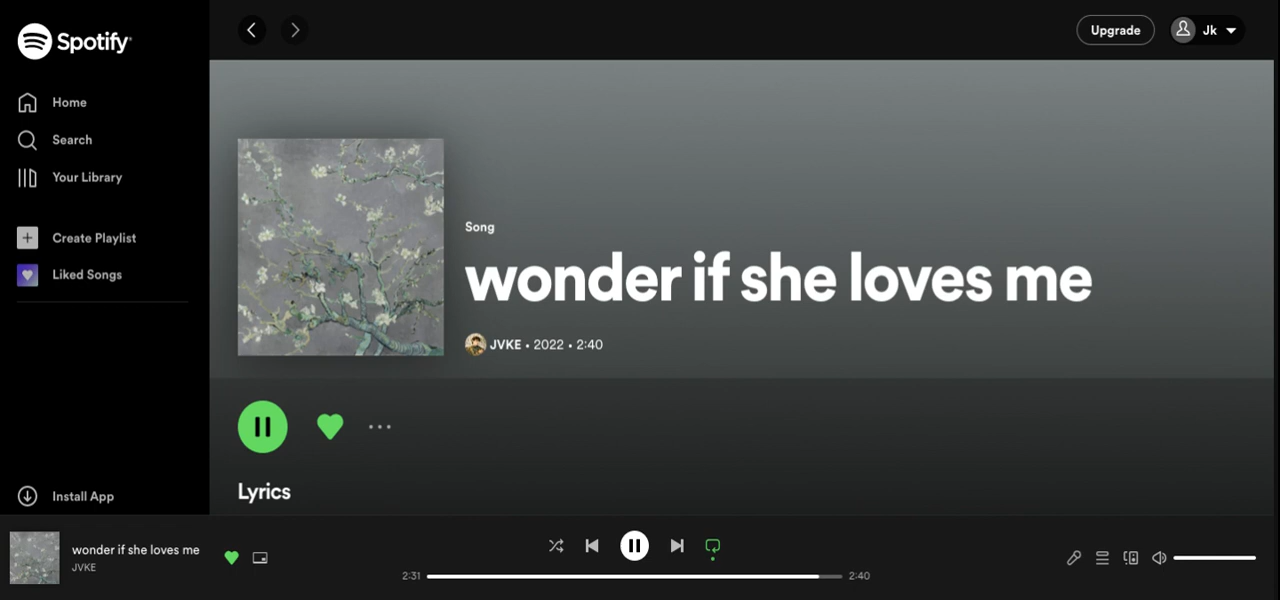 Spotify®
Home
Search
Your Library
Create Playlist
Liked Songs
Install App
Upgrade
Jk
Song
wonder if she loves me
JVKE • 2022 • 2:40
Lyrics
wonder if she loves me
JVKE
2:31
2:40